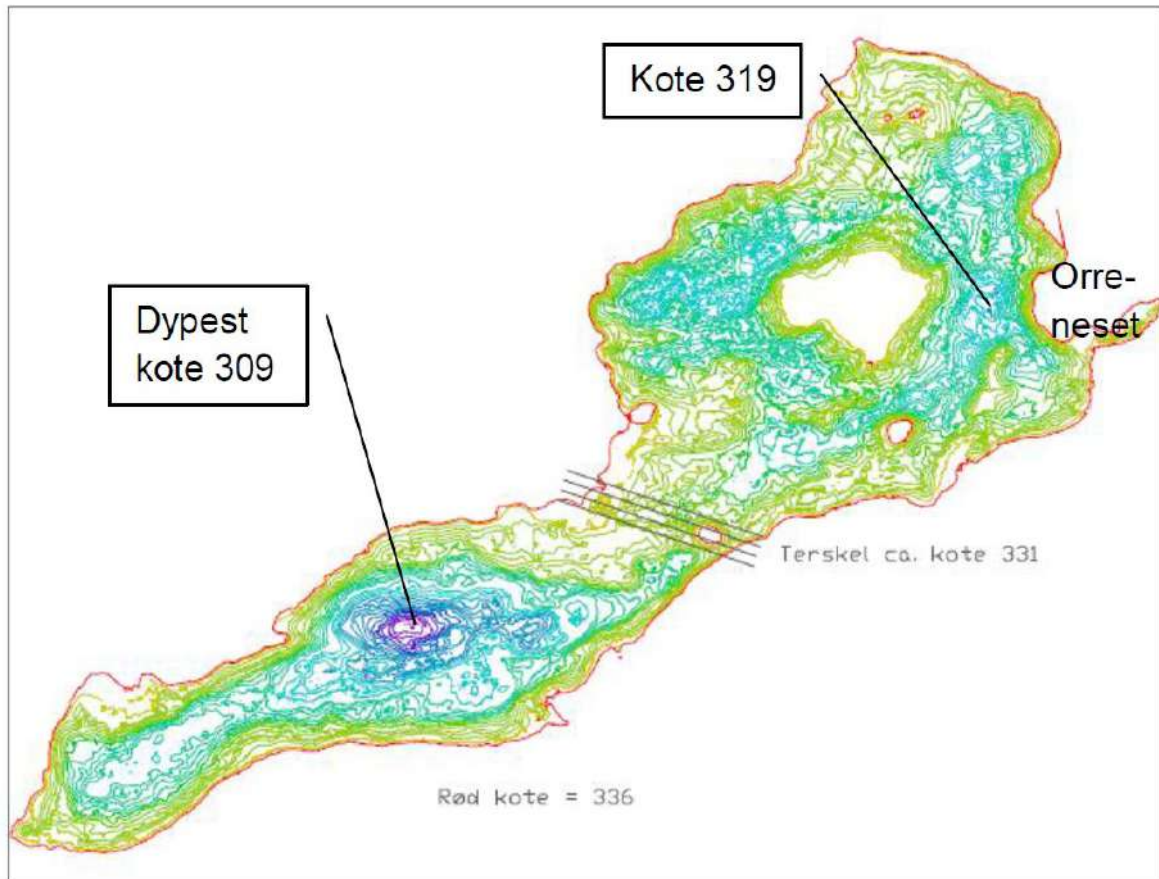 Kote 319
Orre-
neset
Dypest
kote 309
Terskel ca. kote 331
Rød kote = 336